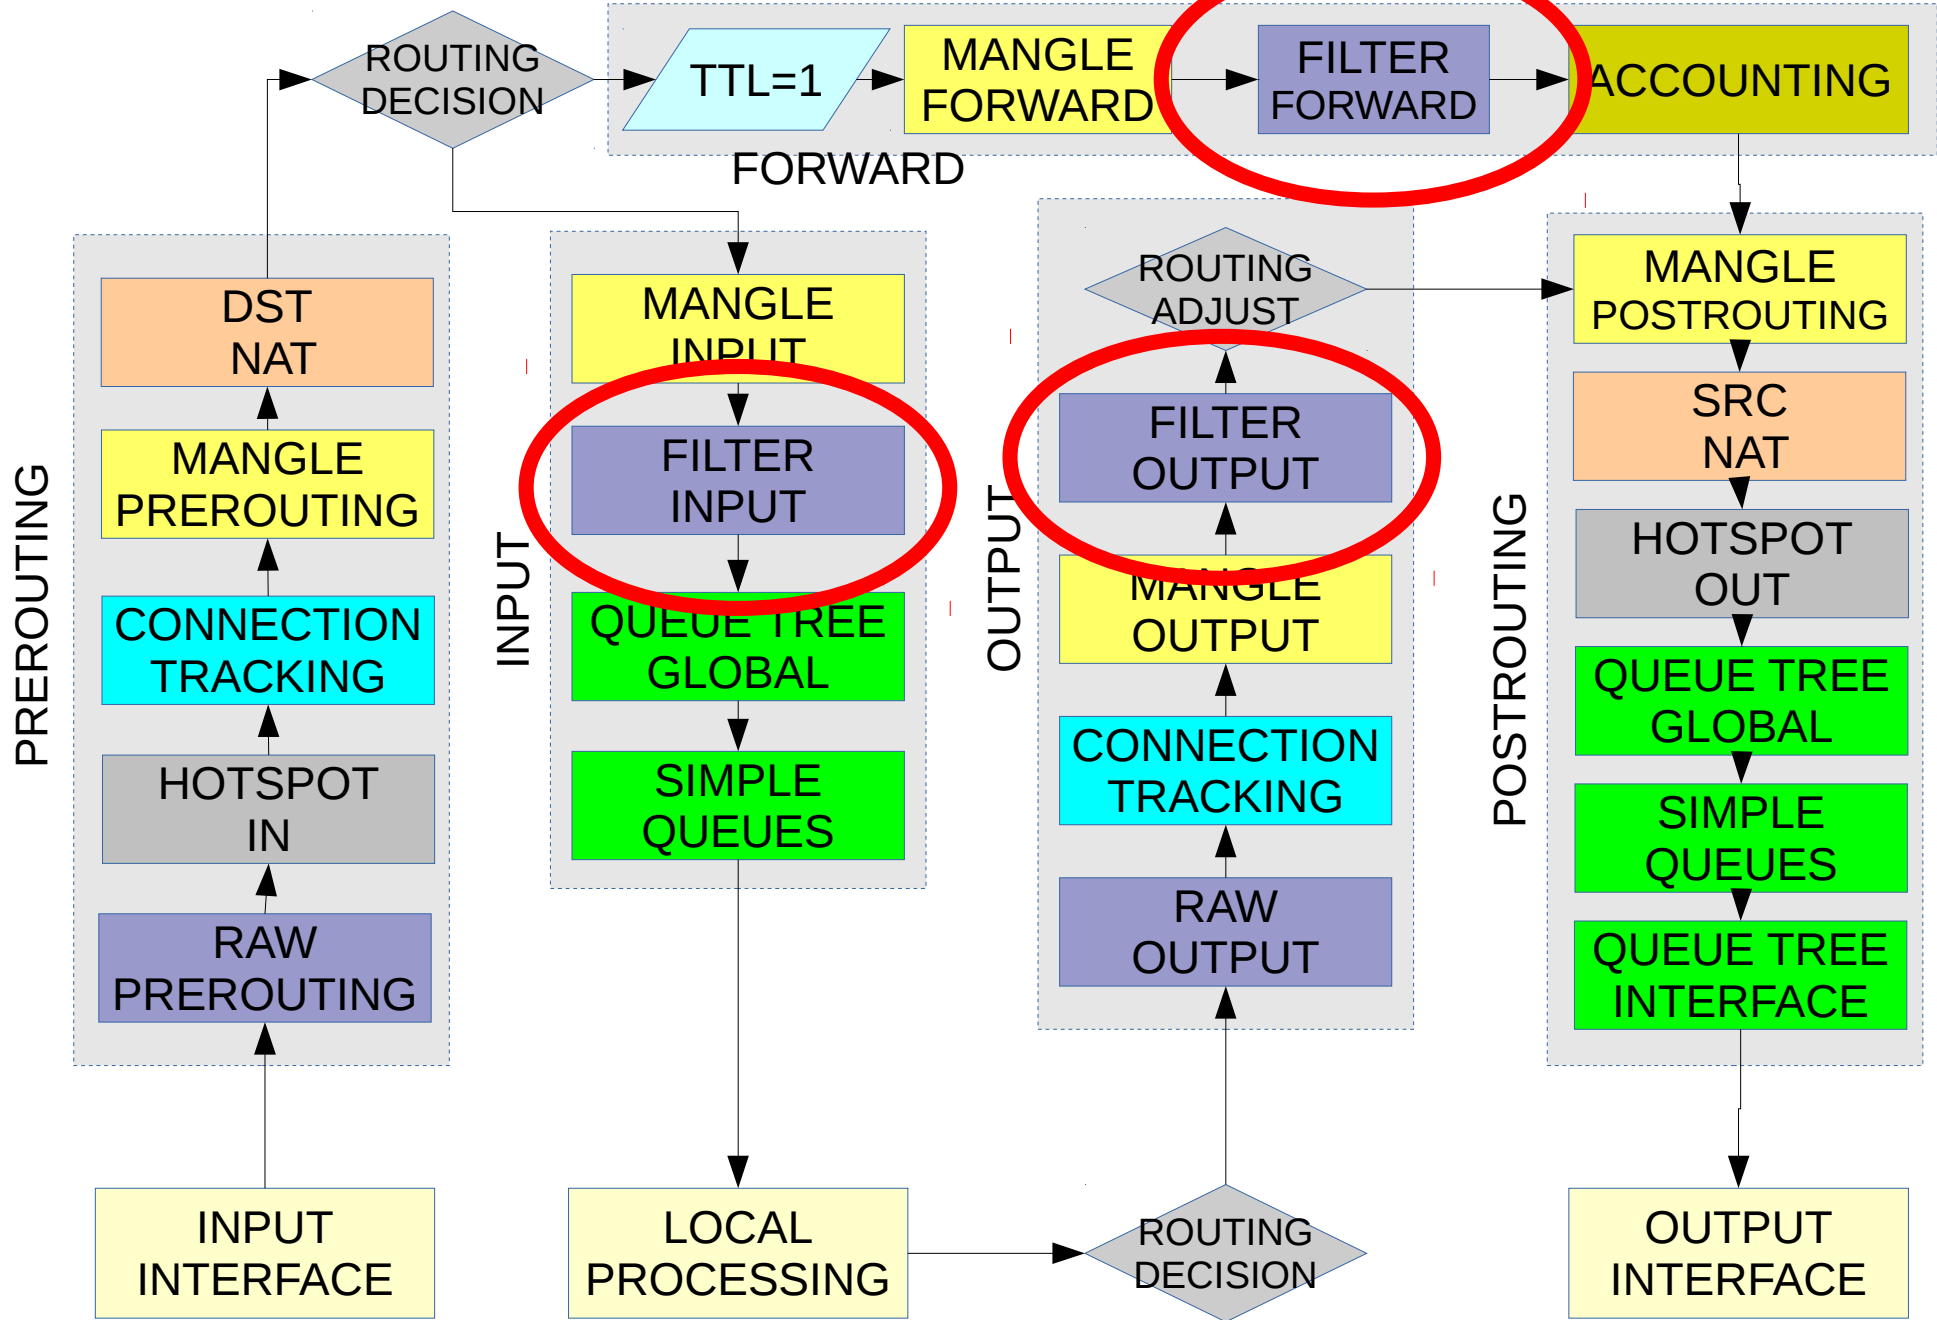 ROUTING
DECISION
TTL=1
MANGLE
FORWARD
FILTER
FORWARD
ACCOUNTING
FORWARD
PREROUTING
DST
NAT
MANGLE
PREROUTING
CONNECTION
TRACKING
HOTSPOT
IN
RAW
PREROUTING
INPUT
INTERFACE
INPUT
MANGLE
INPUT
FILTER
INPUT
QUEUE TREE
GLOBAL
SIMPLE
QUEUES
LOCAL
PROCESSING
OUTPUT
ROUTING
ADJUST
FILTER
OUTPUT
MANGLE
OUTPUT
CONNECTION
TRACKING
RAW
OUTPUT
ROUTING
DECISION
POSTROUTING
MANGLE
POSTROUTING
SRC
NAT
HOTSPOT
OUT
QUEUE TREE
GLOBAL
SIMPLE
QUEUES
QUEUE TREE
INTERFACE
OUTPUT
INTERFACE